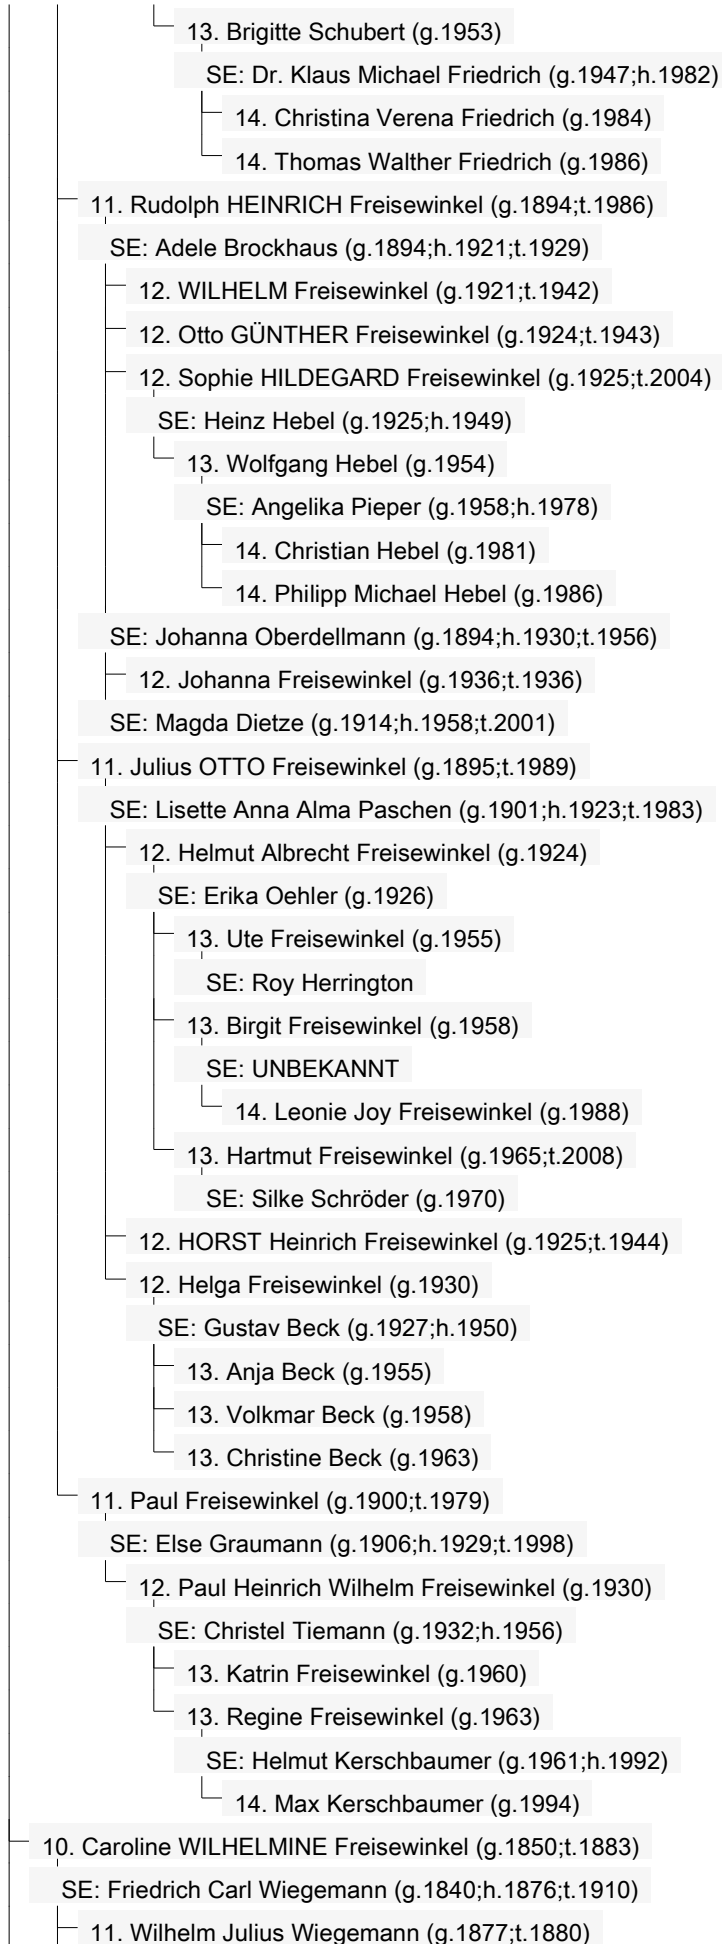 13. Brigitte Schubert (g.1953)
SE: Dr. Klaus Michael Friedrich (g.1947;h.1982)
14. Christina Verena Friedrich (g.1984)
14. Thomas Walther Friedrich (g.1986)
11. Rudolph HEINRICH Freisewinkel (g.1894;t.1986)
SE: Adele Brockhaus (g.1894;h.1921;t.1929)
12. WILHELM Freisewinkel (g.1921;t.1942)
12. Otto GÜNTHER Freisewinkel (g.1924;t.1943)
12. Sophie HILDEGARD Freisewinkel (g.1925;t.2004)
SE: Heinz Hebel (g.1925;h.1949)
13. Wolfgang Hebel (g.1954)
SE: Angelika Pieper (g.1958;h.1978)
14. Christian Hebel (g.1981)
14. Philipp Michael Hebel (g.1986)
SE: Johanna Oberdellmann (g.1894;h.1930;t.1956)
12. Johanna Freisewinkel (g.1936;t.1936)
SE: Magda Dietze (g.1914;h.1958;t.2001)
11. Julius OTTO Freisewinkel (g.1895;t.1989)
SE: Lisette Anna Alma Paschen (g.1901;h.1923;t.1983)
12. Helmut Albrecht Freisewinkel (g.1924)
SE: Erika Oehler (g.1926)
13. Ute Freisewinkel (g.1955)
SE: Roy Herrington
13. Birgit Freisewinkel (g.1958)
SE: UNBEKANNT
14. Leonie Joy Freisewinkel (g.1988)
13. Hartmut Freisewinkel (g.1965;t.2008)
SE: Silke Schröder (g.1970)
12. HORST Heinrich Freisewinkel (g.1925;t.1944)
12. Helga Freisewinkel (g.1930)
SE: Gustav Beck (g.1927;h.1950)
13. Anja Beck (g.1955)
13. Volkmar Beck (g.1958)
13. Christine Beck (g.1963)
11. Paul Freisewinkel (g.1900;t.1979)
SE: Else Graumann (g.1906;h.1929;t.1998)
12. Paul Heinrich Wilhelm Freisewinkel (g.1930)
SE: Christel Tiemann (g.1932;h.1956)
13. Katrin Freisewinkel (g.1960)
13. Regine Freisewinkel (g.1963)
SE: Helmut Kerschbaumer (g.1961;h.1992)
14. Max Kerschbaumer (g.1994)
10. Caroline WILHELMINE Freisewinkel (g.1850;t.1883)
SE: Friedrich Carl Wiegemann (g.1840;h.1876;t.1910)
11. Wilhelm Julius Wiegemann (g.1877;t.1880)